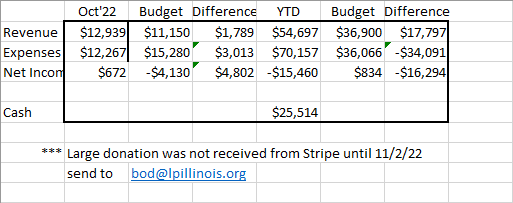 Oct'22 Budget Difference YTD Budget Difference
Revenue $12,939 $11,150 $1,789 $54,697 $36,900 $17,797
Expenses $12,267 $15,280 $3,013 $70,157 $36,066 -$34,091
Net Incom $672 -$4,130 $4,802 -$15,460 $834 -$16,294
Cash $25,514
*** Large donation was not received from Stripe until 11/2/22
send to bod@lpillinois.org